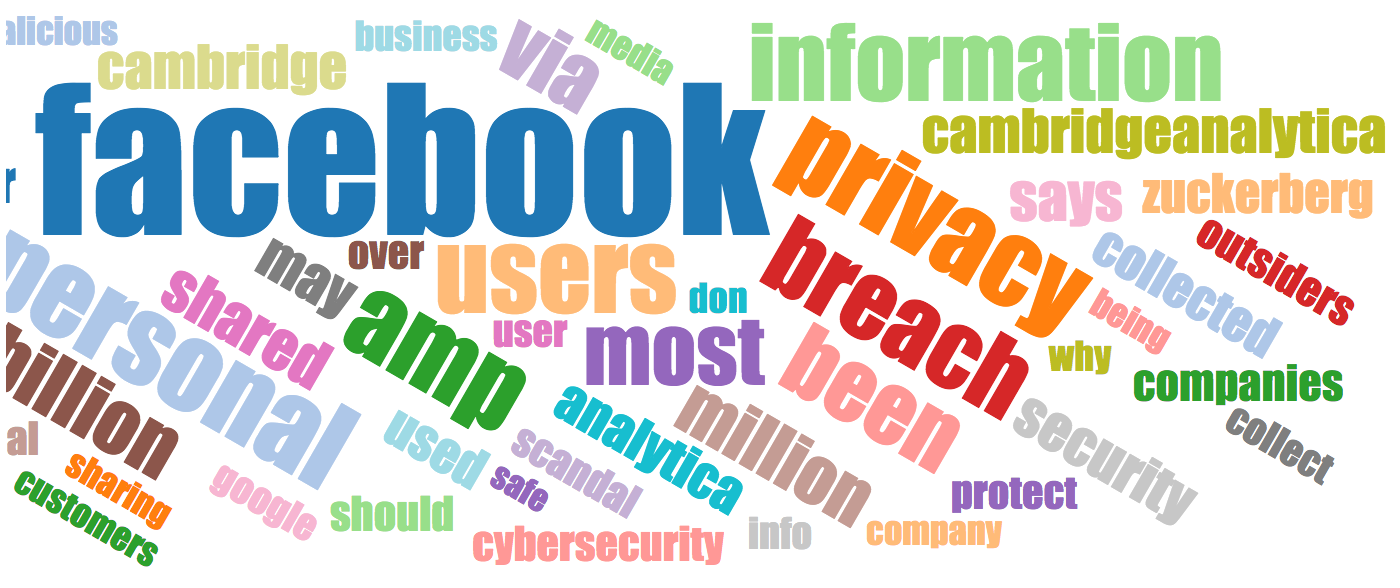 alicious
cambridge
business
via
media
information
facebook
cambridgeanalytica
privacy
says
zuckerberg
r
personal
may
over
users
breach
collected
outsiders
shared
amp
don
being
user
most
been
why
billion
companies
analytica
million
security
collect
al
used
scandal
sharing
google
safe
protect
customers
should
cybersecurity
info
company